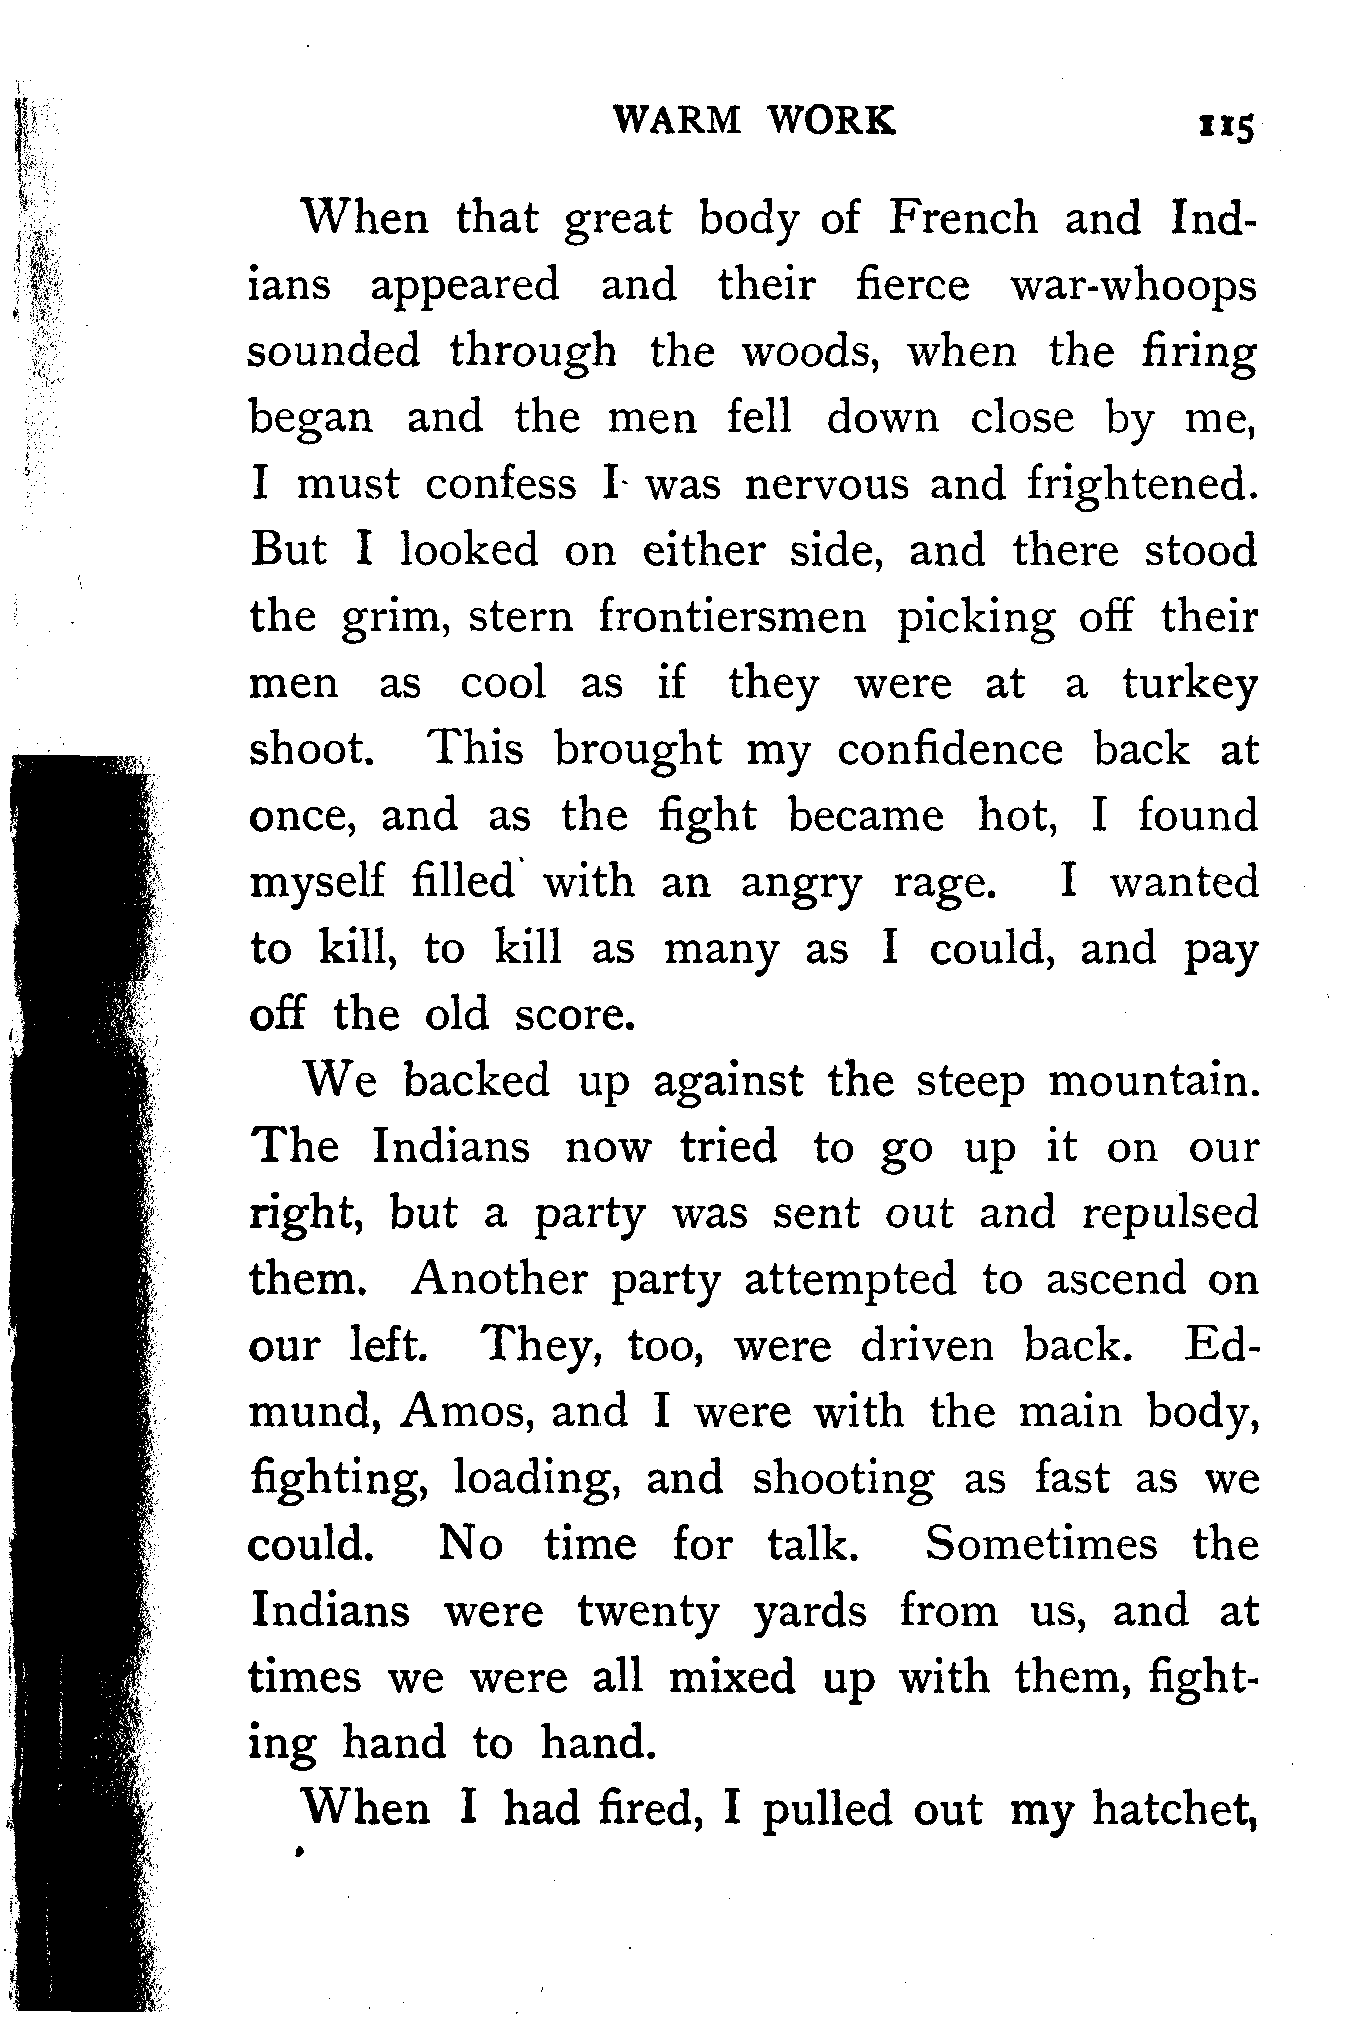 WARM WORK 115
When that great body of French and Ind-
ians appeared and their fierce war-whoops
sounded through the woods, when the firing
began and the men fell down close by me,
I must confess I was nervous and frightened.
But I looked on either side, and there stood
the grim, stern frontiersmen picking off their
men as cool as if they were at a turkey
shoot. This brought my confidence back at
once, and as the fight became hot, I found
myself filled with an angry rage. I wanted
to kill, to kill as many as I could, and pay
off the old score.
We backed up against the steep mountain.
The Indians now tried to go up it on our
right, but a party was sent out and repulsed
them. Another party attempted to ascend on
our left. They, too, were driven back. Ed-
mund, Amos, and I were with the main body,
fighting, loading, and shooting as fast as we
could. No time for talk. Sometimes the
Indians were twenty yards from us, and at
times we were all mixed up with them, fight-
ing hand to hand.
When I had fired, I pulled out my hatchet,